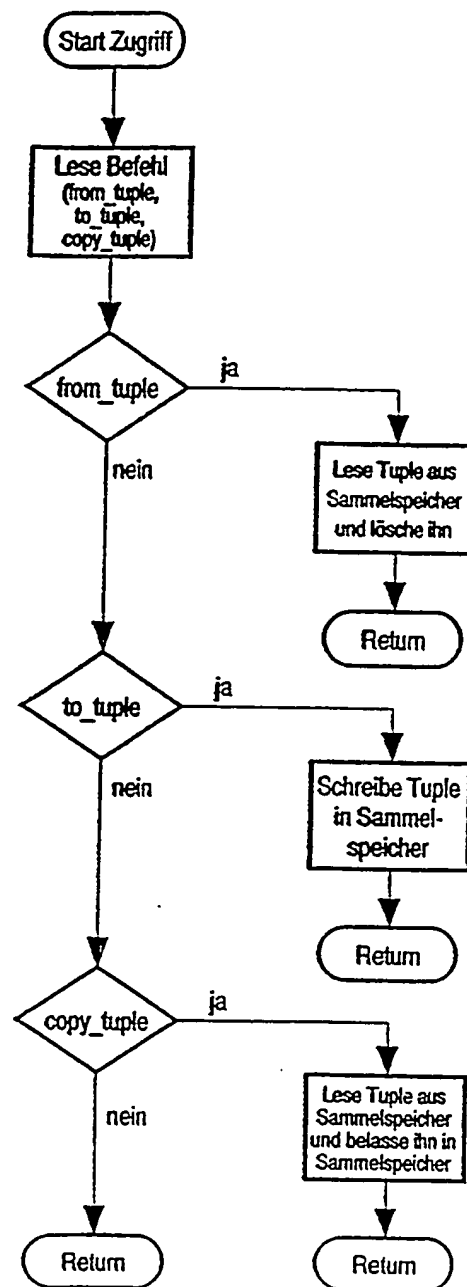 Start Zugriff
Lese Befehl
(from_tuple,
to_tuple,
copy_tuple)
from_tuple
ja
nein
Lese Tuple aus
Sammelspeicher
und lösche ihn
Return
to_tuple
ja
nein
Schreibe Tuple
in Sammel-
speicher
Return
copy_tuple
ja
nein
Lese Tuple aus
Sammelspeicher
und belasse ihn in
Sammelspeicher
Return
Return